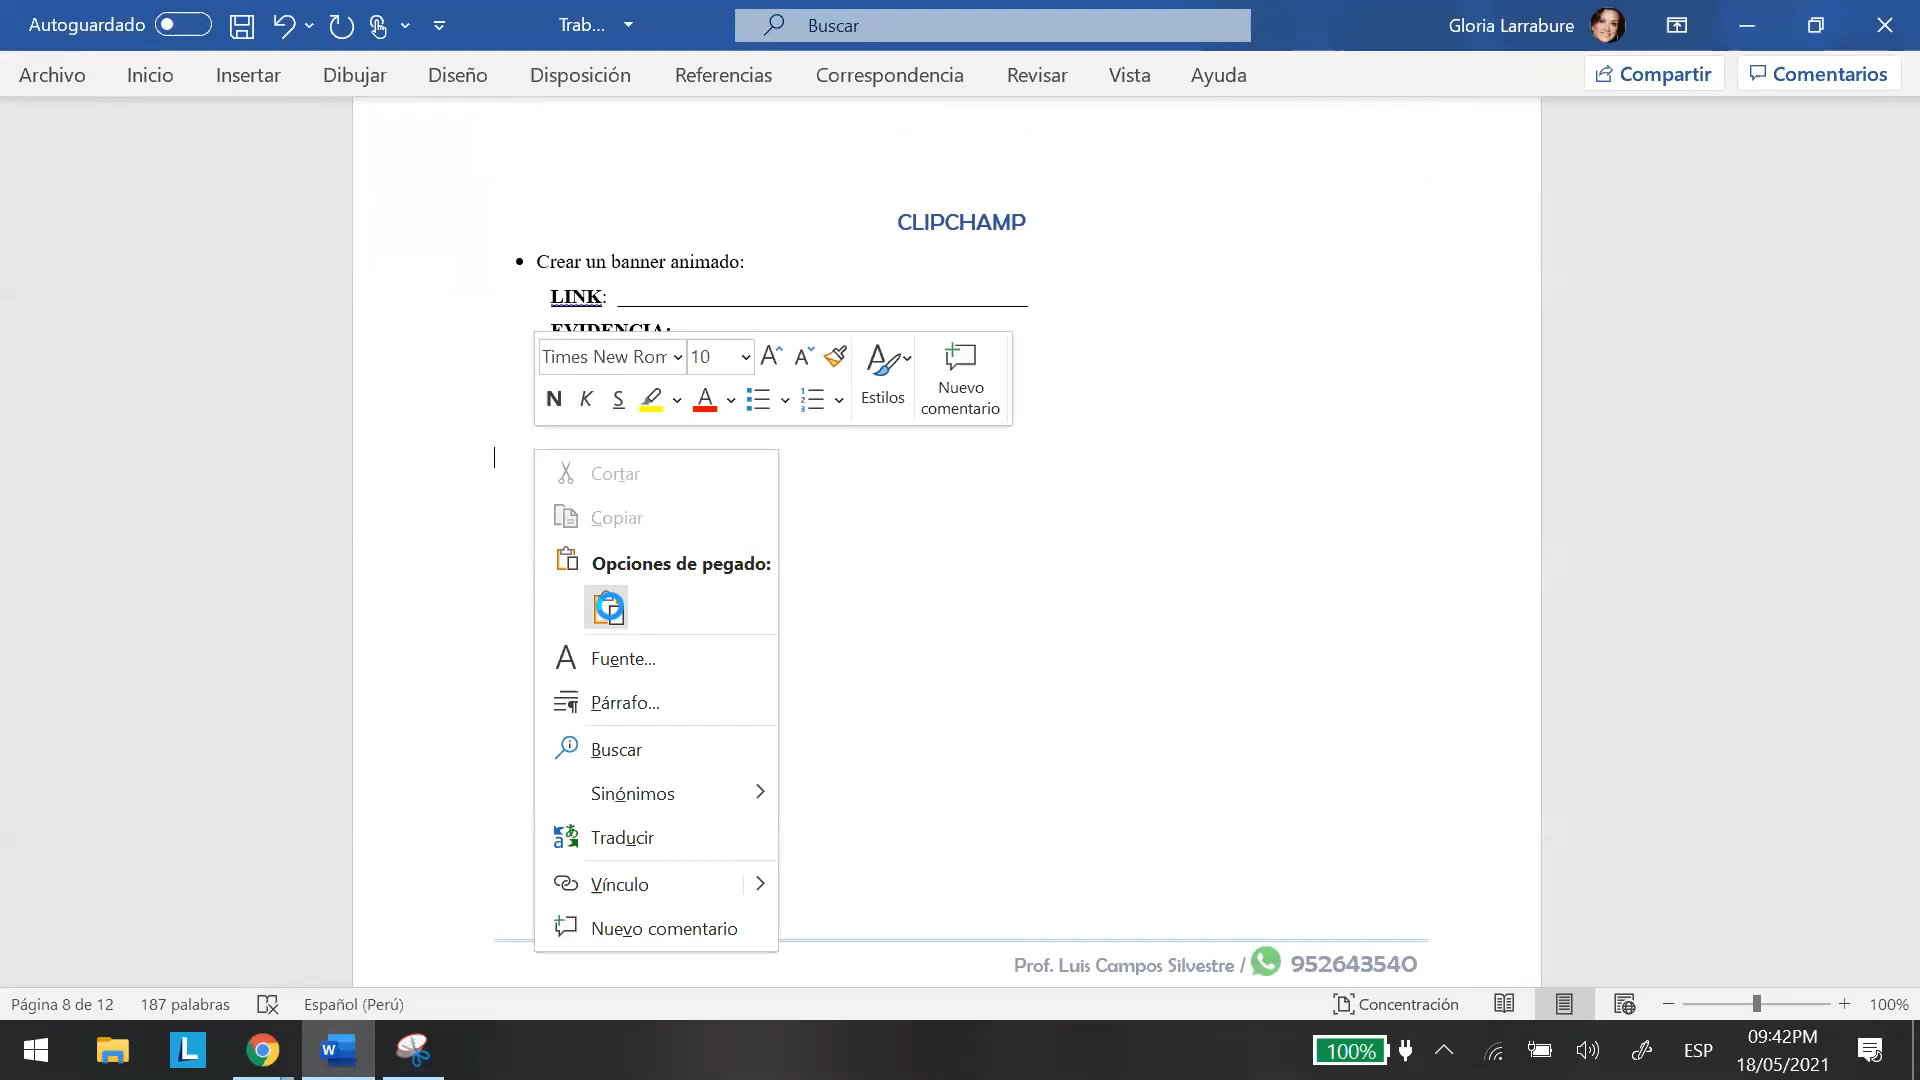 Autoguardado
Trab...
Buscar
Gloria Larrabure
Archivo Inicio Insertar Dibujar Diseño Disposición Referencias Correspondencia Revisar Vista Ayuda
Compartir Comentarios
CLIPCHAMP
• Crear un banner animado:
LINK: ________________________________
EVIDENCIA:
Times New Rom 10
Estilos
Nuevo comentario
N K S
Cortar
Copiar
Opciones de pegado:
Fuente...
Párrafo...
Buscar
Sinónimos
Traducir
Vínculo
Nuevo comentario
Prof. Luis Campos Silvestre / 952643540
Página 8 de 12 187 palabras Español (Perú)
Concentración 100%
100%
ESP
09:42PM
18/05/2021